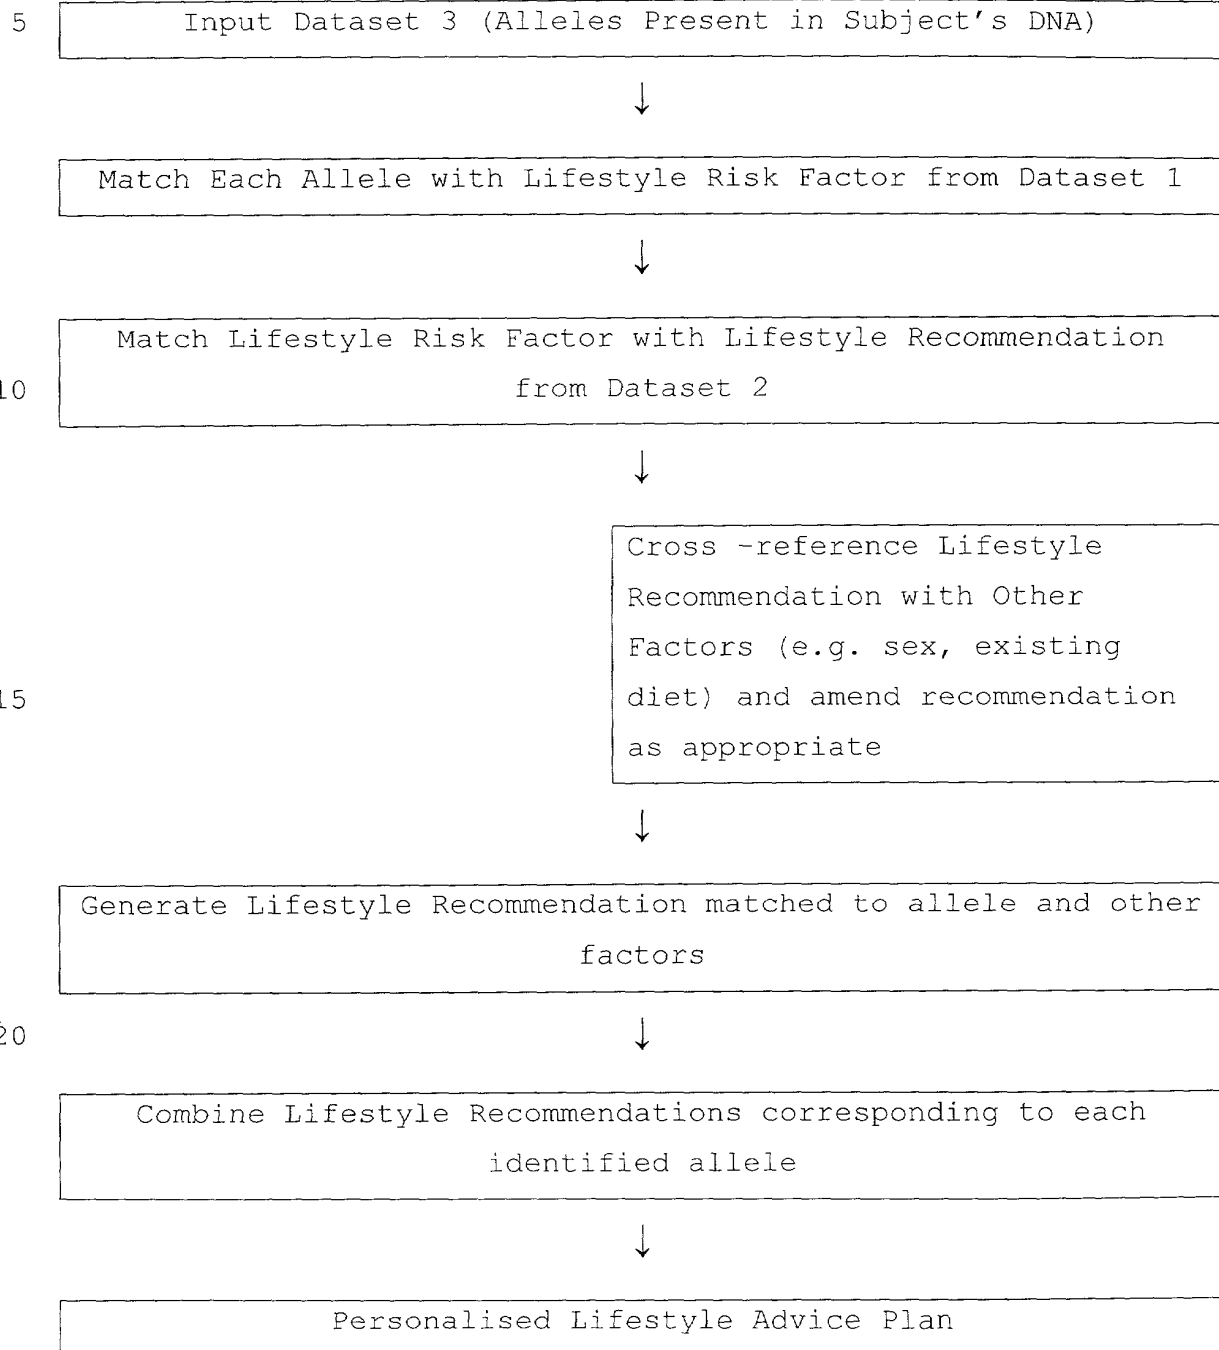 5 Input Dataset 3 (Alleles Present in Subject's DNA)
↓
Match Each Allele with Lifestyle Risk Factor from Dataset 1
↓
Match Lifestyle Risk Factor with Lifestyle Recommendation
10 from Dataset 2
↓
Cross -reference Lifestyle
Recommendation with Other
Factors (e.g. sex, existing
15 diet) and amend recommendation
as appropriate
↓
Generate Lifestyle Recommendation matched to allele and other
factors
20 ↓
Combine Lifestyle Recommendations corresponding to each
identified allele
↓
Personalised Lifestyle Advice Plan